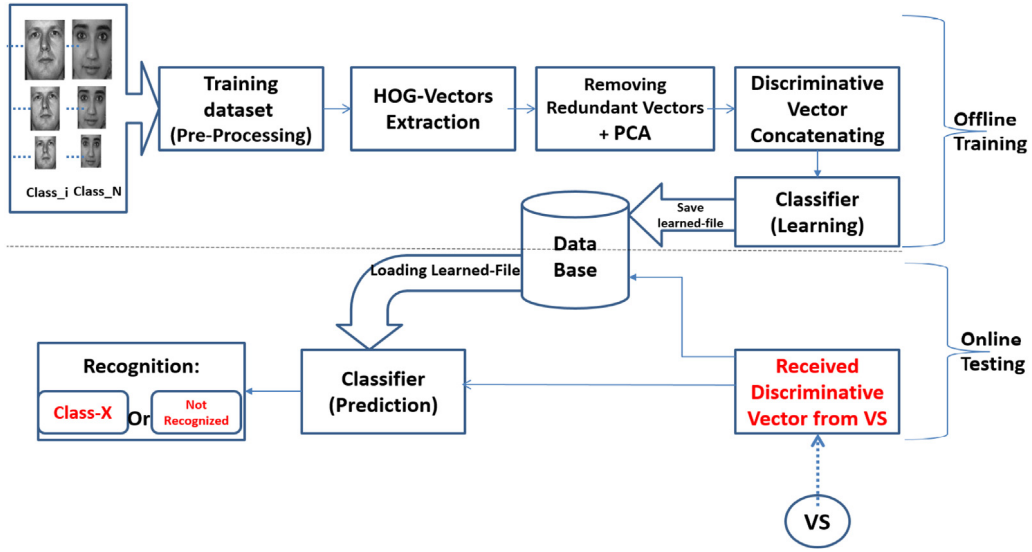 Class_i Class_N
Training
dataset
(Pre-Processing)
HOG-Vectors
Extraction
Removing
Redundant Vectors
+ PCA
Discriminative
Vector
Concatenating
Offline
Training
Classifier
(Learning)
Save
learned-file
Data
Base
Loading Learned-File
Online
Testing
Received
Discriminative
Vector from VS
Classifier
(Prediction)
Recognition:
Class-X
Or
Not
Recognized
VS